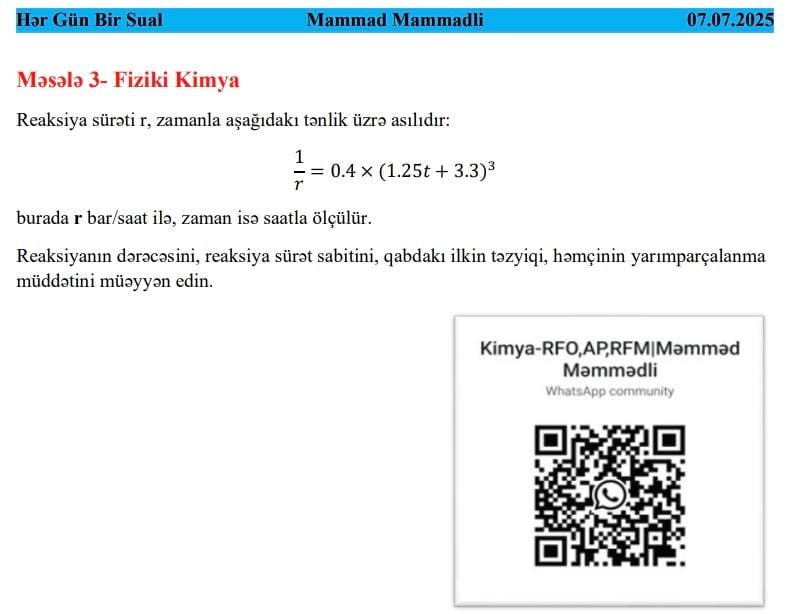 Hər Gün Bir Sual Mammad Mammadli 07.07.2025
Məsələ 3- Fiziki Kimya
Reaksiya sürəti r, zamanla aşağıdakı tənlik üzrə asılıdır:
1/r = 0.4 × (1.25t + 3.3)³
burada r bar/saat ilə, zaman isə saatla ölçülür.
Reaksiyanın dərəcəsini, reaksiya sürət sabitini, qabdakı ilkin təzyiqi, həmçinin yarımparçalanma
müddətini müəyyən edin.
Kimya-RFO,AP,RFM|Məmməd
Məmmədli
WhatsApp community